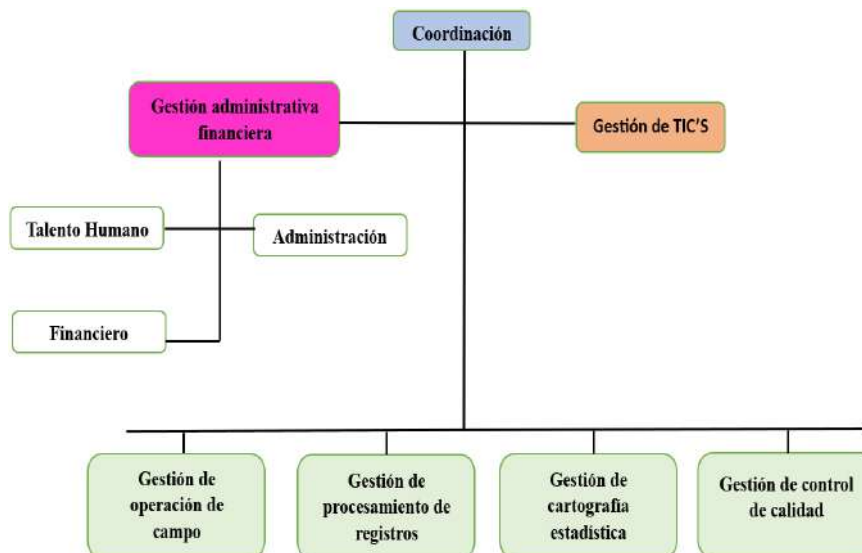 Coordinación
Gestión administrativa
financiera
Gestión de TIC'S
Talento Humano
Administración
Financiero
Gestión de
operación de
campo
Gestión de
procesamiento de
registros
Gestión de
cartografía
estadística
Gestión de control
de calidad